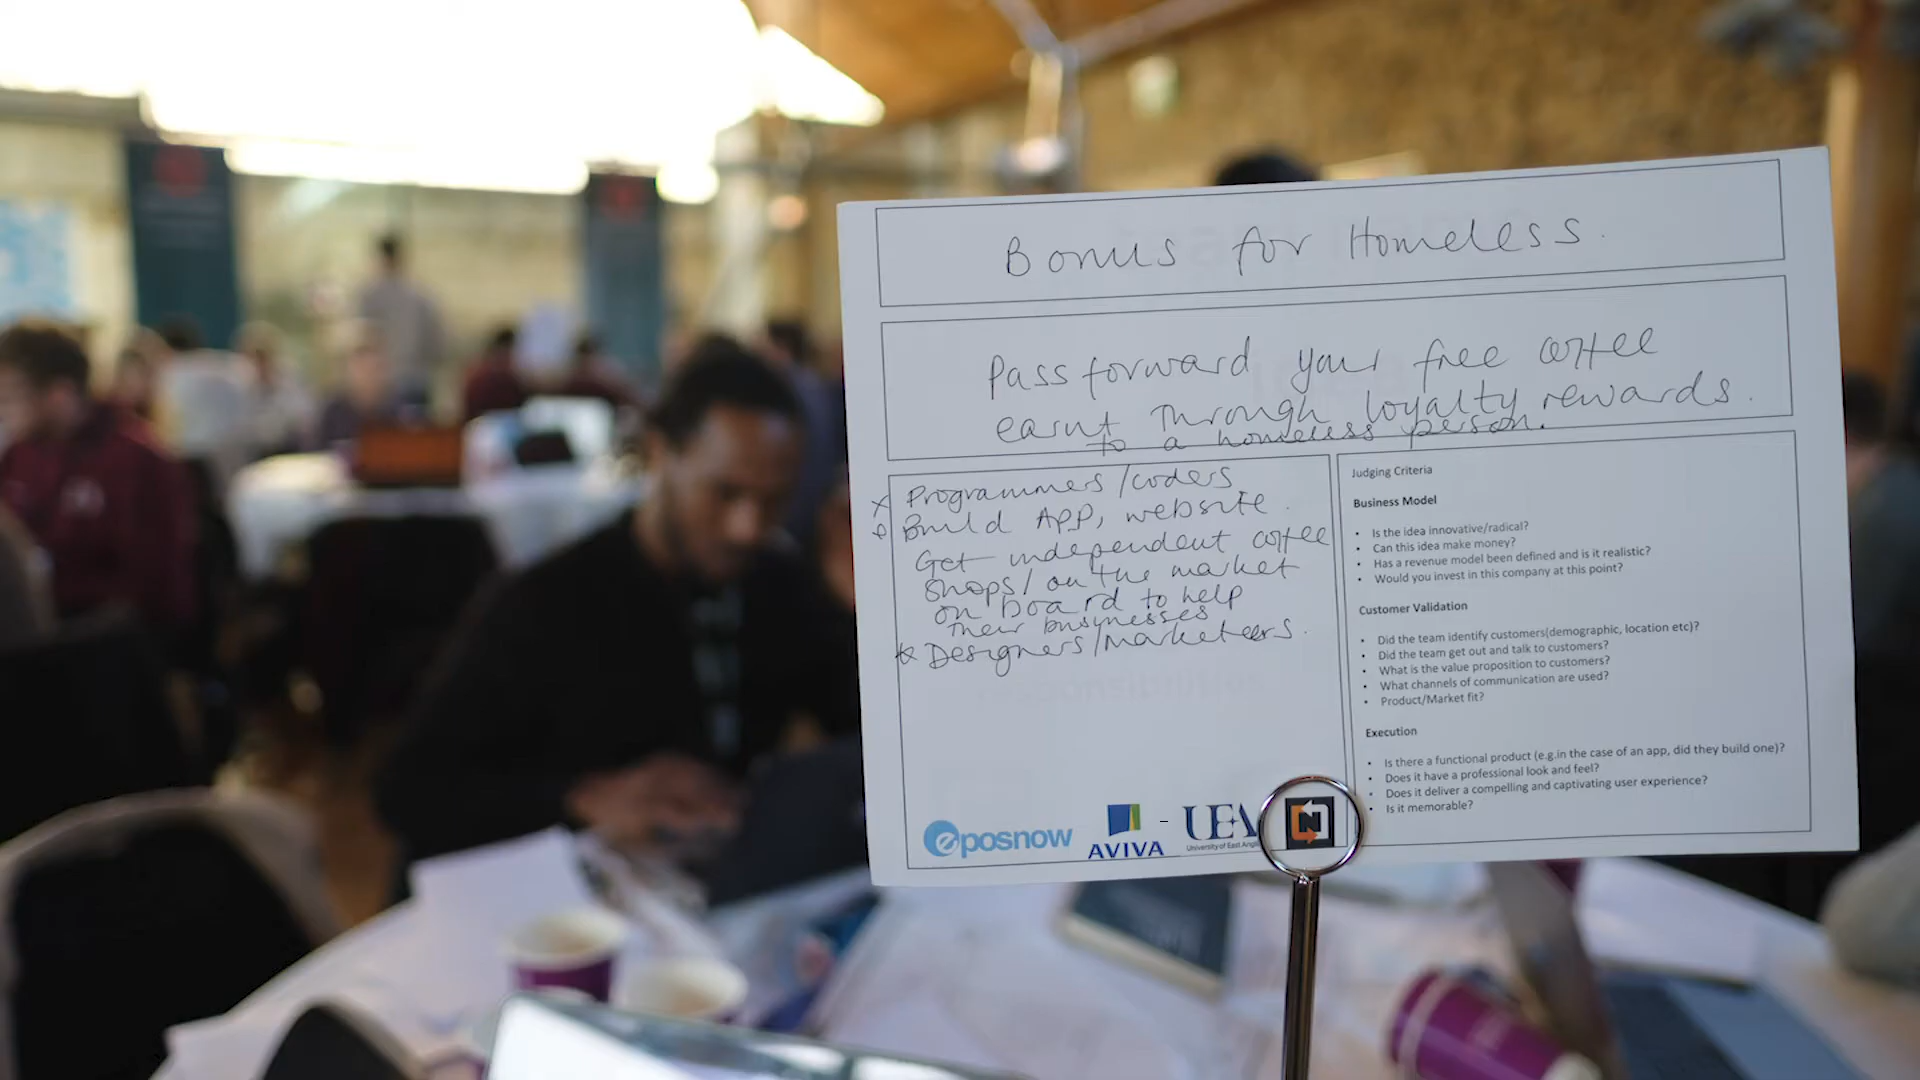 Bonus for Homeless.
Pass forward your free coffee
earnt through loyalty rewards.
to a homeless person.
Programmers/coders
Build APP, website.
Get independent coffee
shops/on the market
on board to help
their businesses
Designers/marketeers.
Judging Criteria
Business Model
• Is the idea innovative/radical?
• Can this idea make money?
• Has a revenue model been defined and is it realistic?
• Would you invest in this company at this point?
Customer Validation
• Did the team identify customers(demographic, location etc)?
• Did the team get out and talk to customers?
• What is the value proposition to customers?
• What channels of communication are used?
• Product/Market fit?
Execution
• Is there a functional product (e.g.in the case of an app, did they build one)?
• Does it have a professional look and feel?
• Does it deliver a compelling and captivating user experience?
• Is it memorable?
eposnow
AVIVA
UEA
University of East Angl
N